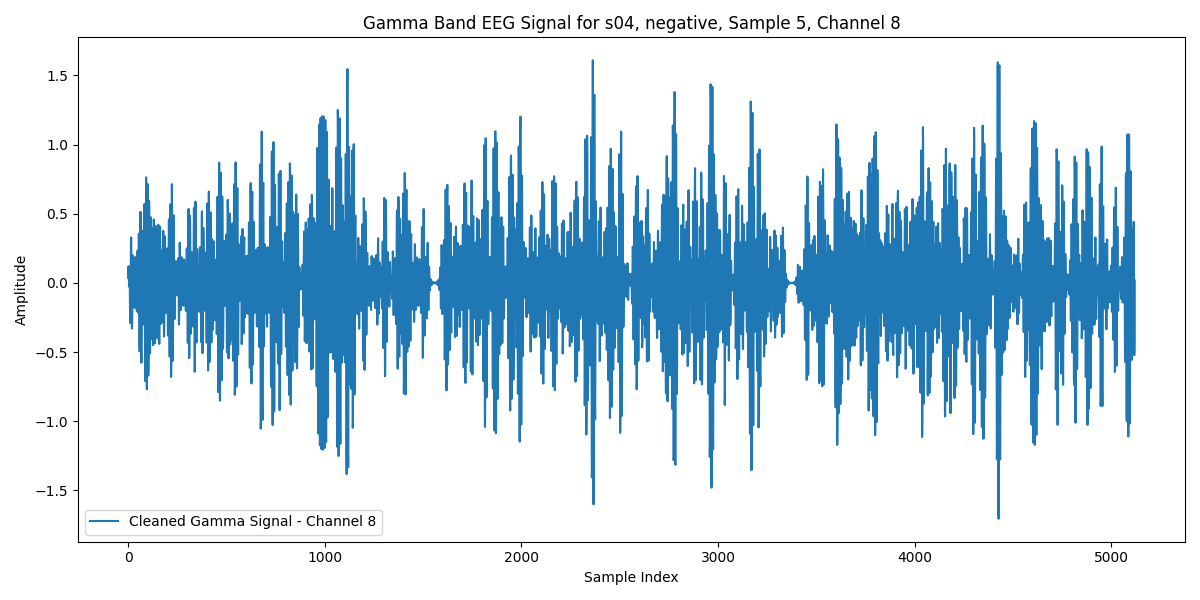 Gamma Band EEG Signal for s04, negative, Sample 5, Channel 8
1.5
1.0
0.5
0.0
−0.5
−1.0
−1.5
Amplitude
Cleaned Gamma Signal - Channel 8
0 1000 2000 3000 4000 5000
Sample Index